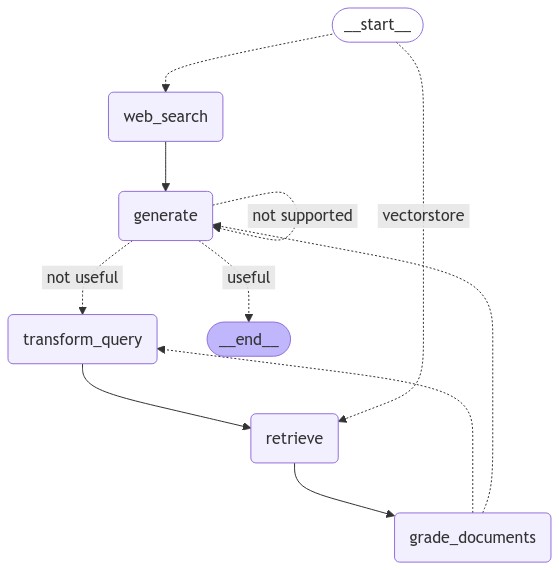 __start__
web_search
generate
not supported
vectorstore
not useful
useful
transform_query
__end__
retrieve
grade_documents